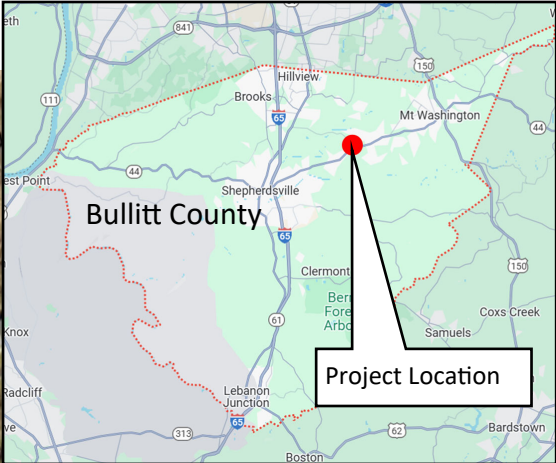 eth
841
Hillview
150
Brooks
111
65
Mt Washington
44
44
est Point
Shepherdsville
Bullitt County
65
Clermont
150
Ber
Fore
Arbo
61
Coxs Creek
Samuels
Knox
Project Location
Radcliff
Lebanon
Junction
65
ve
313
62
Bardstown
Boston